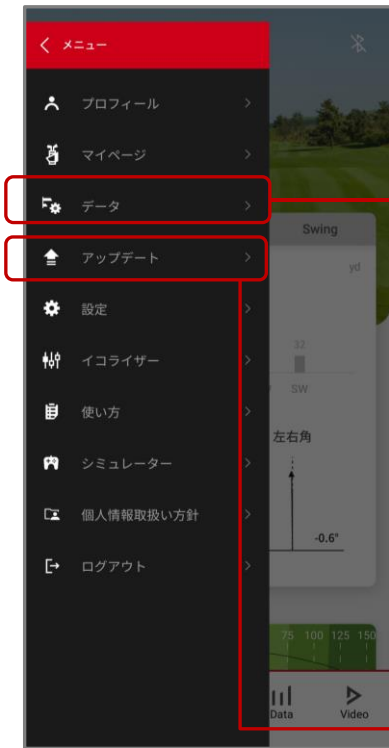 メニュー
プロフィール
マイページ
データ
アップデート
設定
イコライザー
使い方
シミュレーター
個人情報取扱い方針
ログアウト
Swing
yd
32
SW
左右角
-0.6°
75 100 125 150
Data
Video